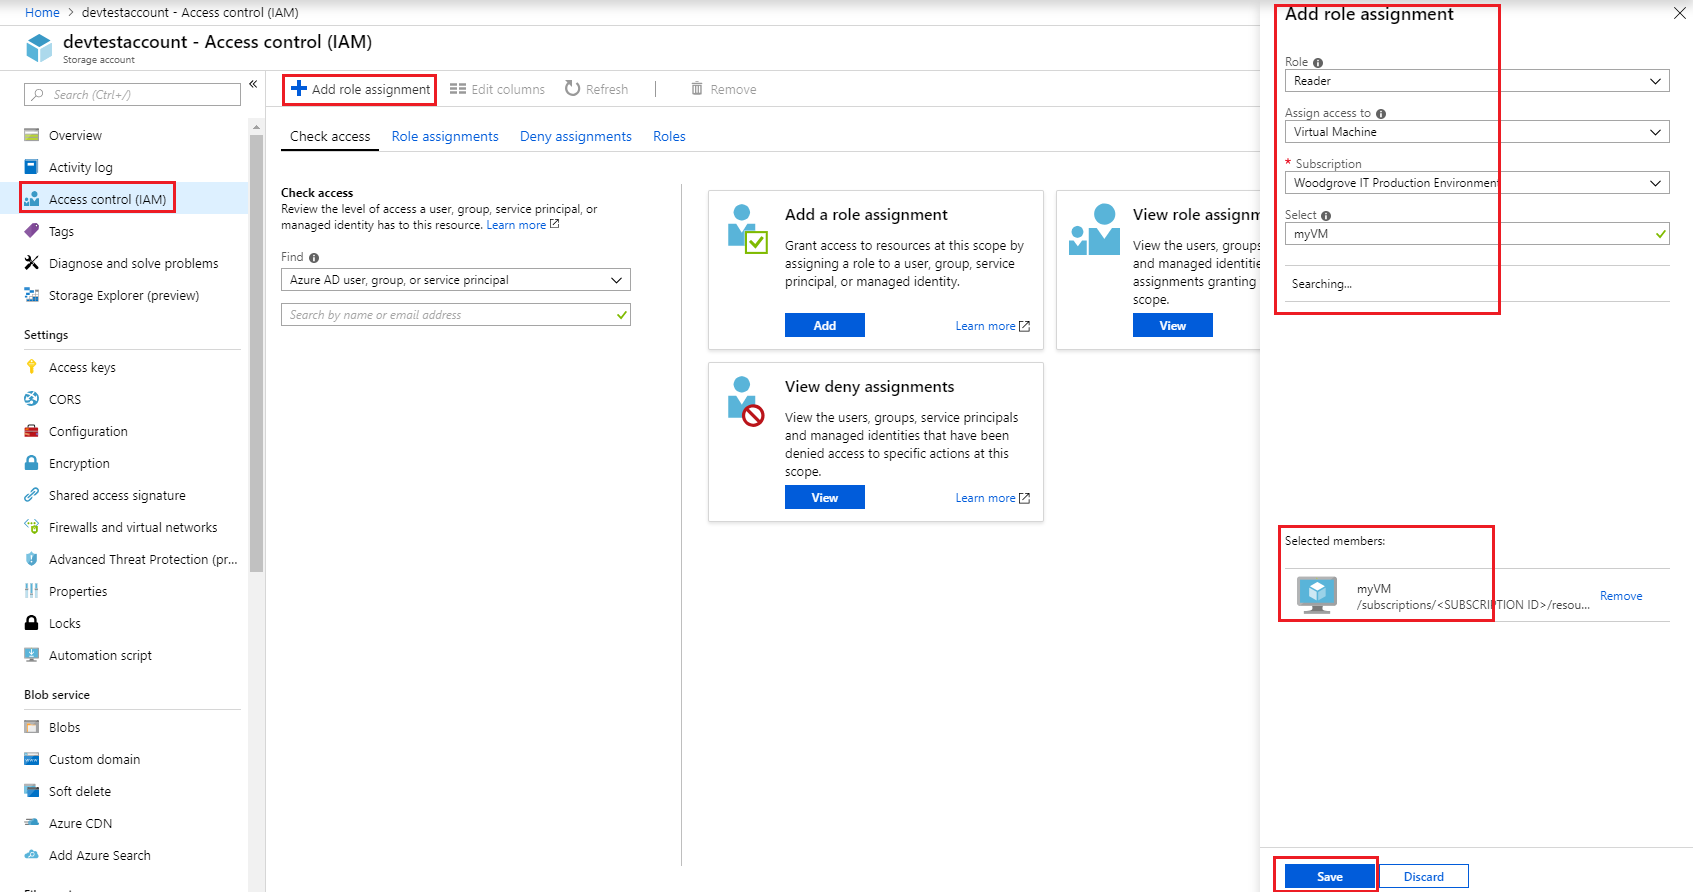 Home > devtestaccount - Access control (IAM)
devtestaccount - Access control (IAM)
Storage account
Search (Ctrl+/)
«
Overview
Activity log
Access control (IAM)
Tags
Diagnose and solve problems
Storage Explorer (preview)
Settings
Access keys
CORS
Configuration
Encryption
Shared access signature
Firewalls and virtual networks
Advanced Threat Protection (pr...
Properties
Locks
Automation script
Blob service
Blobs
Custom domain
Soft delete
Azure CDN
Add Azure Search
Add role assignment
Edit columns
Refresh
Remove
Check access
Role assignments
Deny assignments
Roles
Check access
Review the level of access a user, group, service principal, or
managed identity has to this resource. Learn more
Find
Azure AD user, group, or service principal
Search by name or email address
Add a role assignment
Grant access to resources at this scope by
assigning a role to a user, group, service
principal, or managed identity.
Add
Learn more
View role assignm
View the users, groups
and managed identitie
assignments granting
scope.
View
View deny assignments
View the users, groups, service principals
and managed identities that have been
denied access to specific actions at this
scope.
View
Learn more
Add role assignment
Role
Reader
Assign access to
Virtual Machine
* Subscription
Woodgrove IT Production Environment
Select
myVM
Searching...
Selected members:
myVM
/subscriptions/<SUBSCRIPTION ID>/resou...
Remove
Save
Discard